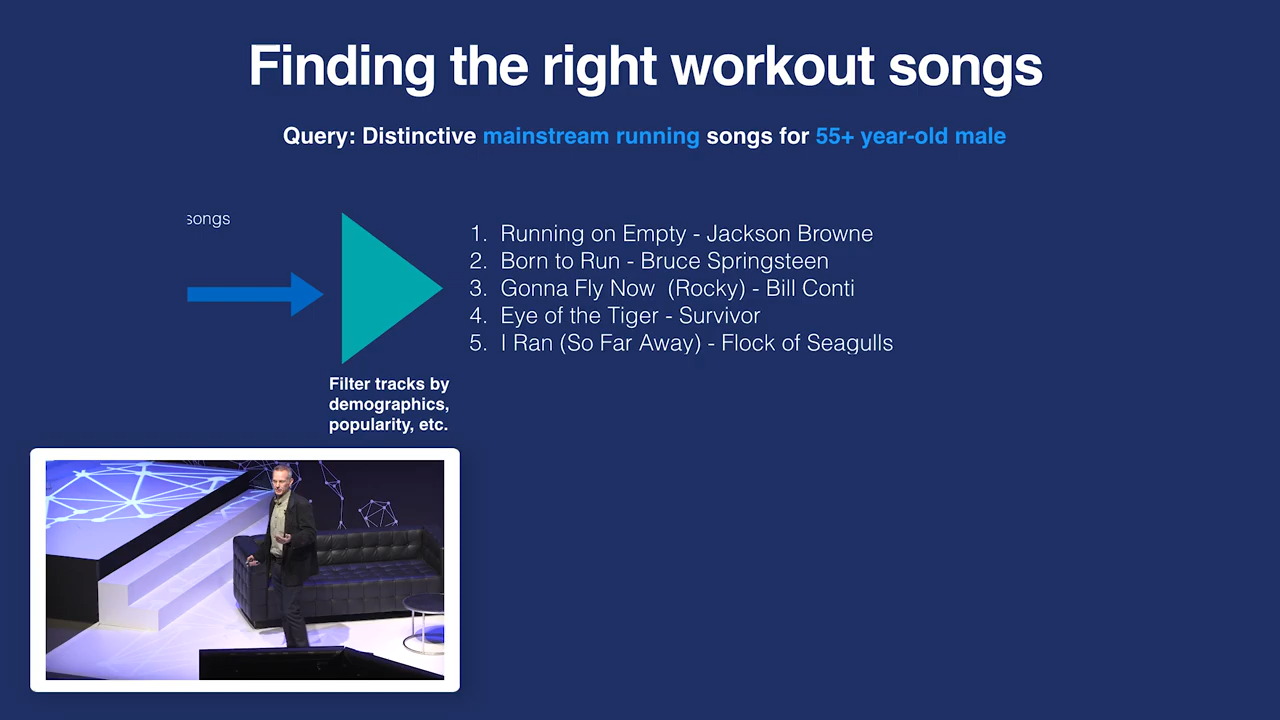 Finding the right workout songs
Query: Distinctive mainstream running songs for 55+ year-old male
songs
1. Running on Empty - Jackson Browne
2. Born to Run - Bruce Springsteen
3. Gonna Fly Now (Rocky) - Bill Conti
4. Eye of the Tiger - Survivor
5. I Ran (So Far Away) - Flock of Seagulls
Filter tracks by
demographics,
popularity, etc.